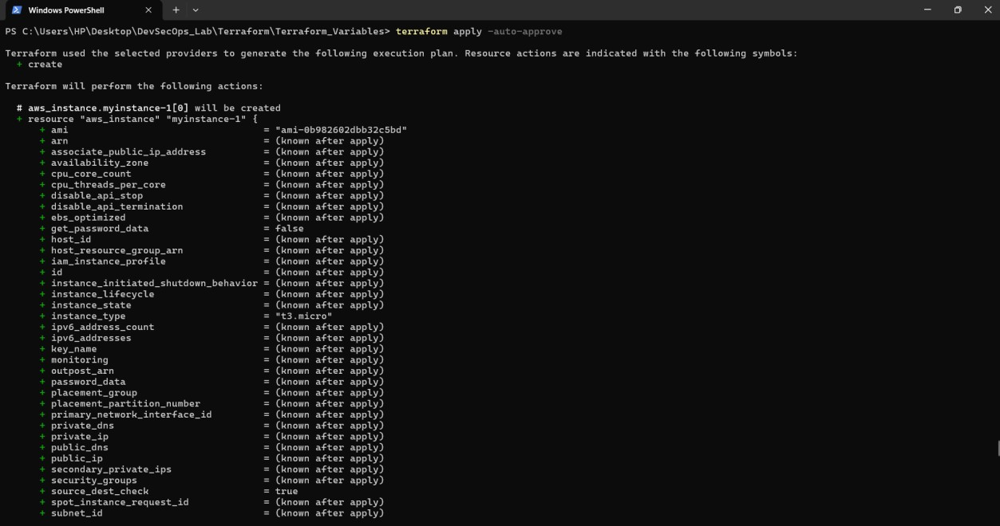 Windows PowerShell
PS C:\Users\HP\Desktop\DevSecOps_Lab\Terraform\Terraform_Variables> terraform apply -auto-approve
Terraform used the selected providers to generate the following execution plan. Resource actions are indicated with the following symbols:
+ create
Terraform will perform the following actions:
# aws_instance.myinstance-1[0] will be created
+ resource "aws_instance" "myinstance-1" {
+ ami = "ami-0b982602dbb32c5bd"
+ arn = (known after apply)
+ associate_public_ip_address = (known after apply)
+ availability_zone = (known after apply)
+ cpu_core_count = (known after apply)
+ cpu_threads_per_core = (known after apply)
+ disable_api_stop = (known after apply)
+ disable_api_termination = (known after apply)
+ ebs_optimized = (known after apply)
+ get_password_data = false
+ host_id = (known after apply)
+ host_resource_group_arn = (known after apply)
+ iam_instance_profile = (known after apply)
+ id = (known after apply)
+ instance_initiated_shutdown_behavior = (known after apply)
+ instance_lifecycle = (known after apply)
+ instance_state = (known after apply)
+ instance_type = "t3.micro"
+ ipv6_address_count = (known after apply)
+ ipv6_addresses = (known after apply)
+ key_name = (known after apply)
+ monitoring = (known after apply)
+ outpost_arn = (known after apply)
+ password_data = (known after apply)
+ placement_group = (known after apply)
+ placement_partition_number = (known after apply)
+ primary_network_interface_id = (known after apply)
+ private_dns = (known after apply)
+ private_ip = (known after apply)
+ public_dns = (known after apply)
+ public_ip = (known after apply)
+ secondary_private_ips = (known after apply)
+ security_groups = (known after apply)
+ source_dest_check = true
+ spot_instance_request_id = (known after apply)
+ subnet_id = (known after apply)